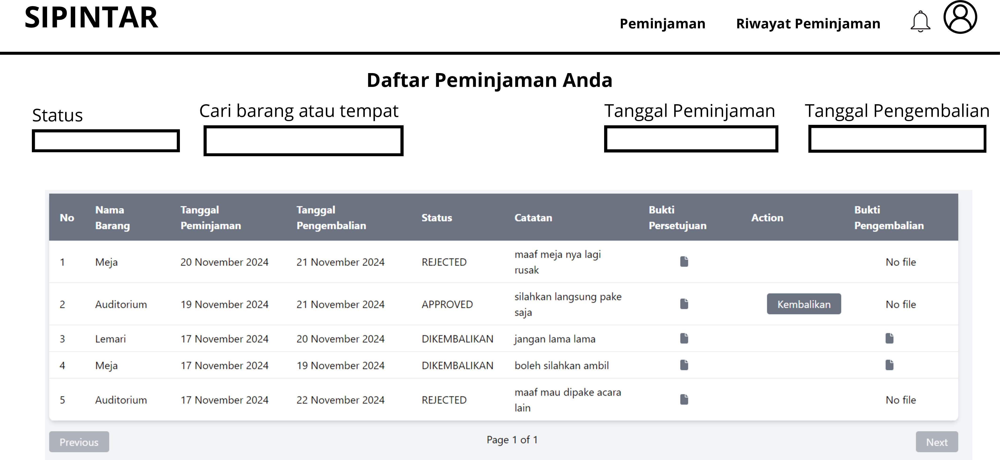 SIPINTAR
Peminjaman Riwayat Peminjaman
Daftar Peminjaman Anda
Status Cari barang atau tempat Tanggal Peminjaman Tanggal Pengembalian
No Nama Barang Tanggal Peminjaman Tanggal Pengembalian Status Catatan Bukti Persetujuan Action Bukti Pengembalian
1 Meja 20 November 2024 21 November 2024 REJECTED maaf meja nya lagi rusak No file
2 Auditorium 19 November 2024 21 November 2024 APPROVED silahkan langsung pake saja Kembalikan No file
3 Lemari 17 November 2024 20 November 2024 DIKEMBALIKAN jangan lama lama
4 Meja 17 November 2024 19 November 2024 DIKEMBALIKAN boleh silahkan ambil
5 Auditorium 17 November 2024 22 November 2024 REJECTED maaf mau dipake acara lain No file
Previous Page 1 of 1 Next